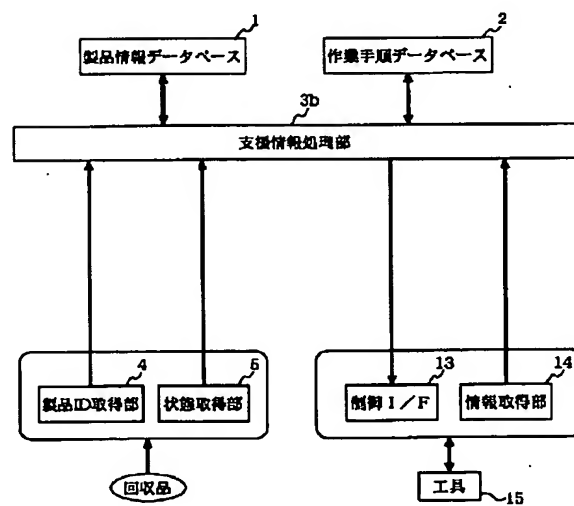 1
製品情報データベース
2
作業手順データベース
3b
支援情報処理部
4
製品ID取得部
5
状態取得部
13
制御I/F
14
情報取得部
回収品
工具
15